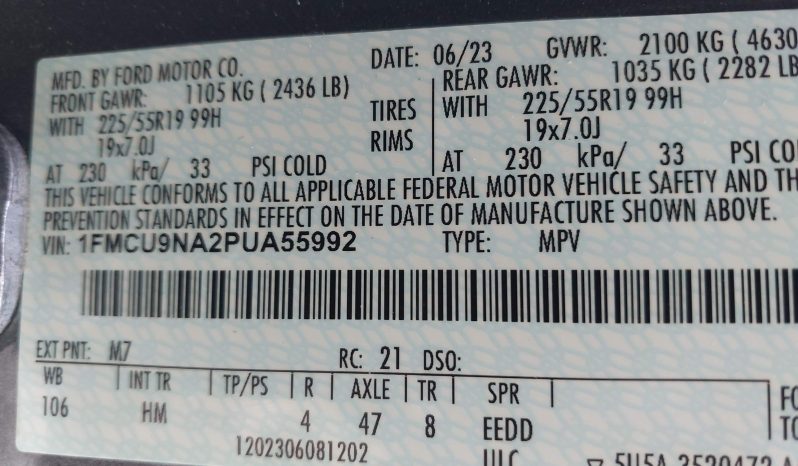 MFD. BY FORD MOTOR CO.
DATE: 06/23 GVWR: 2100 KG ( 4630
FRONT GAWR: 1105 KG ( 2436 LB)
REAR GAWR: 1035 KG ( 2282 LB
WITH 225/55R19 99H TIRES WITH 225/55R19 99H
19x7.0J RIMS 19x7.0J
AT 230 kPa/ 33 PSI COLD AT 230 kPa/ 33 PSI CO
THIS VEHICLE CONFORMS TO ALL APPLICABLE FEDERAL MOTOR VEHICLE SAFETY AND TH
PREVENTION STANDARDS IN EFFECT ON THE DATE OF MANUFACTURE SHOWN ABOVE.
VIN: 1FMCU9NA2PUA55992 TYPE: MPV
EXT PNT: M7 RC: 21 DSO:
WB | INT TR | TP/PS | R | AXLE | TR | SPR
106 HM 4 47 8 EEDD
1202306081202
FO
TO